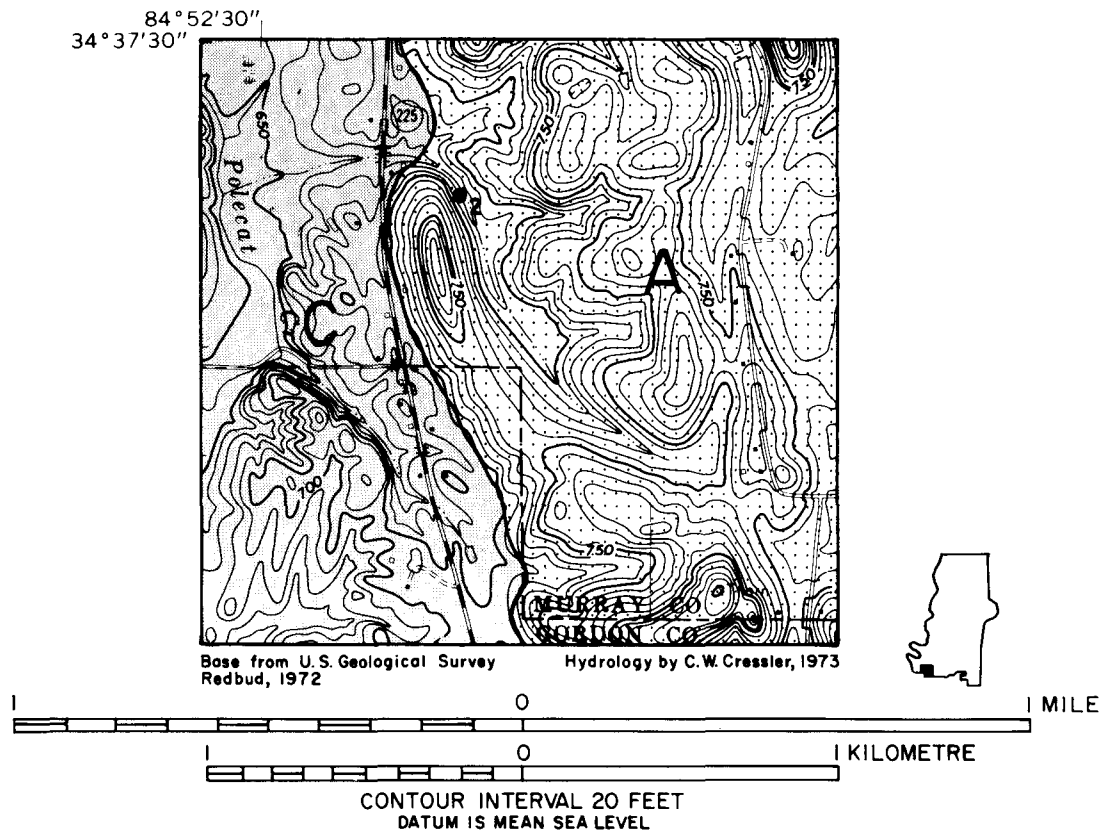 84°52'30"
34°37'30"
225
750
750
650
Polecat
a
A
750
750
C
700
750
MURRAY CO
GORDON CO
Base from U.S. Geological Survey
Redbud, 1972
Hydrology by C.W. Cressler, 1973
1 0 1 MILE
1 0 1 KILOMETRE
CONTOUR INTERVAL 20 FEET
DATUM IS MEAN SEA LEVEL